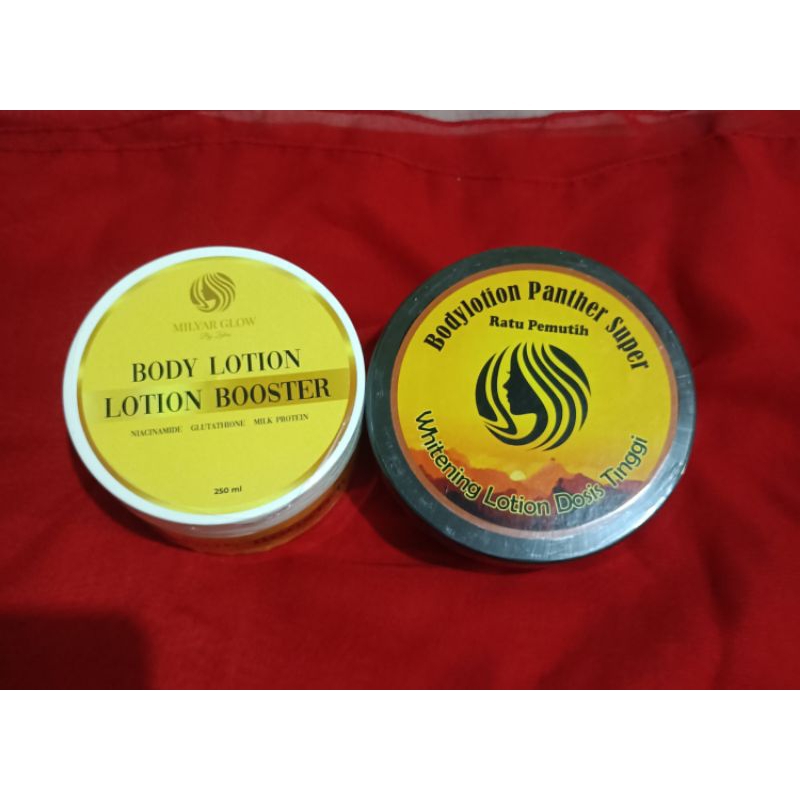 MILYAR GLOW
BODY LOTION
LOTION BOOSTER
NIACINAMIDE GLUTATHIONE MILK PROTEIN
250 ml
Bodylotion Panther Super
Ratu Pemutih
Whitening Lotion Dosis Tinggi